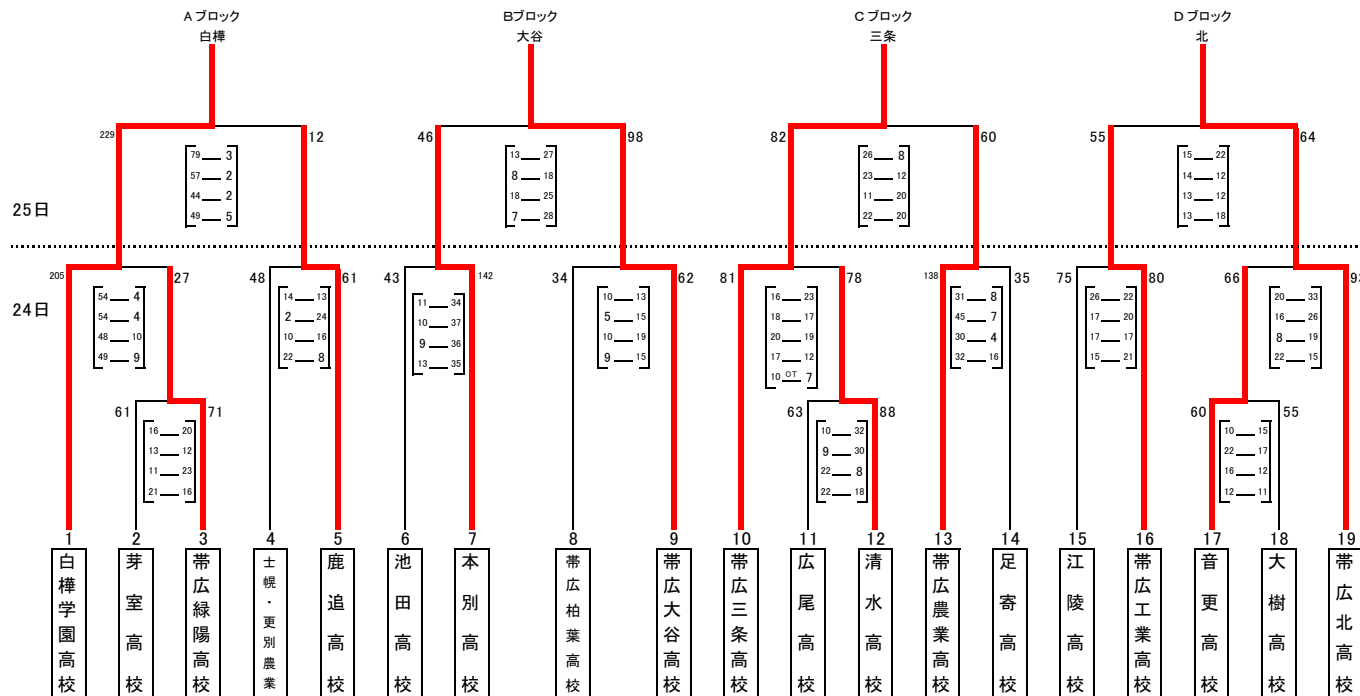 A ブロック
白樺
Bブロック
大谷
C ブロック
三条
D ブロック
北
229 12 46 98 82 60 55 64
79 3 13 27 26 8 15 22
57 2 8 18 23 12 14 12
44 2 18 25 11 20 13 12
49 5 7 28 22 20 13 18
25日
205 27 48 61 43 142 34 62 81 78 138 35 75 80 66 93
24日
54 4 14 13 11 34 10 13 16 23 31 8 26 22 20 33
54 4 2 24 10 37 5 15 18 17 45 7 17 20 16 26
48 10 10 16 9 36 10 19 20 19 30 4 17 17 8 19
49 9 22 8 13 35 9 15 17 12 32 16 15 21 22 15
10 OT 7
61 71 63 88 60 55
16 20 10 32 10 15
13 12 9 30 22 17
11 23 22 8 16 12
21 16 22 18 12 11
1 2 3 4 5 6 7 8 9 10 11 12 13 14 15 16 17 18 19
白樺学園高校
芽室高校
帯広緑陽高校
士幌・更別農業
鹿追高校
池田高校
本別高校
帯広柏葉高校
帯広大谷高校
帯広三条高校
広尾高校
清水高校
帯広農業高校
足寄高校
江陵高校
帯広工業高校
音更高校
大樹高校
帯広北高校